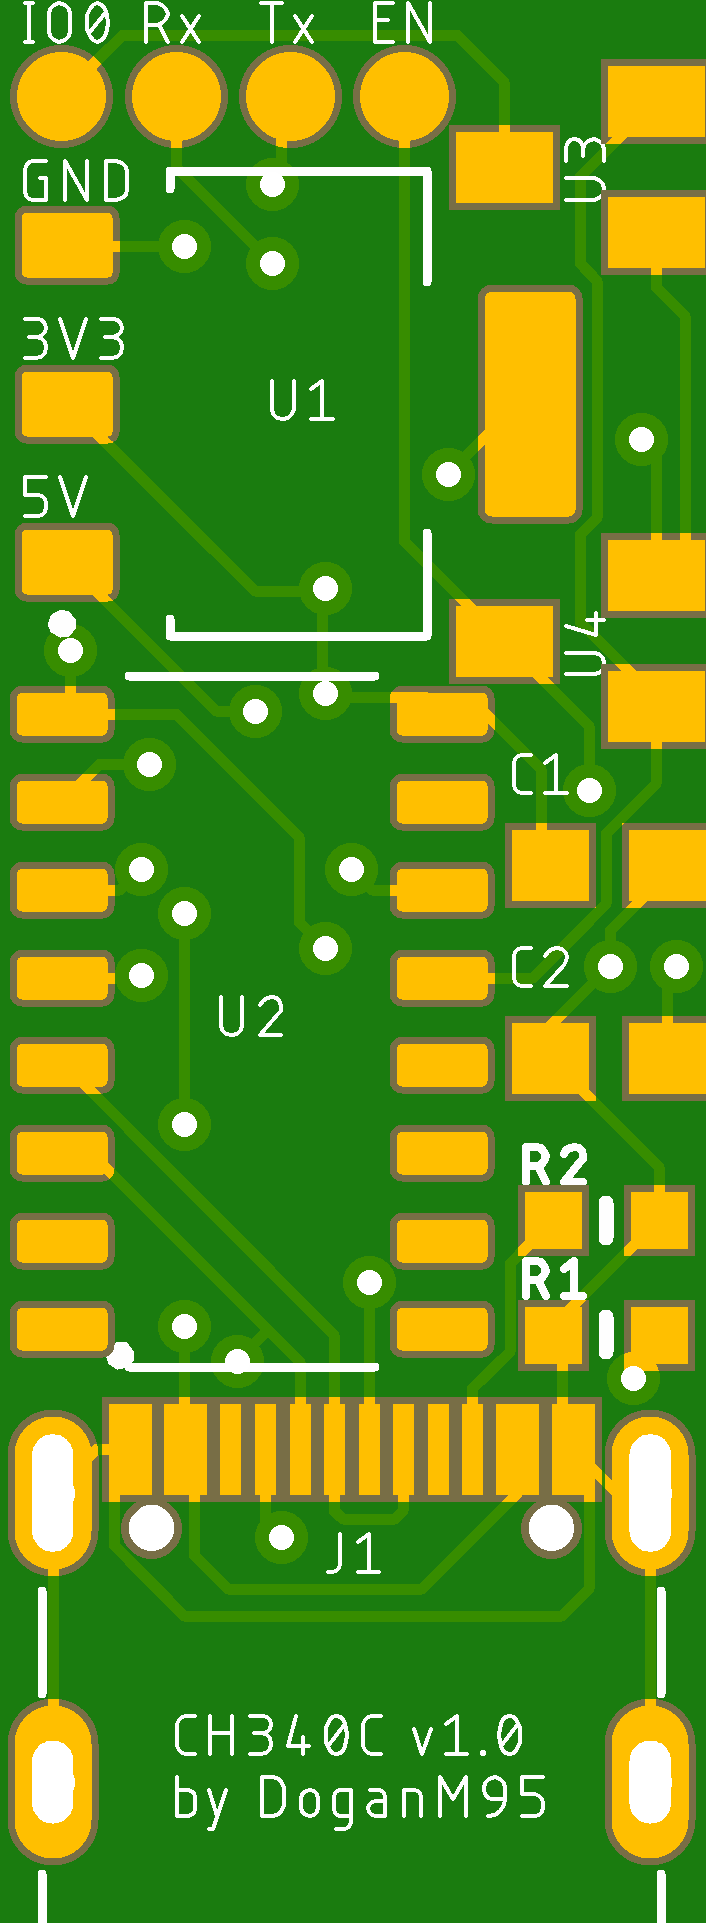 IO0 Rx Tx EN
GND
U3
3V3
U1
5V
U4
C1
C2
U2
R2
R1
J1
CH340C v1.0
by DoganM95